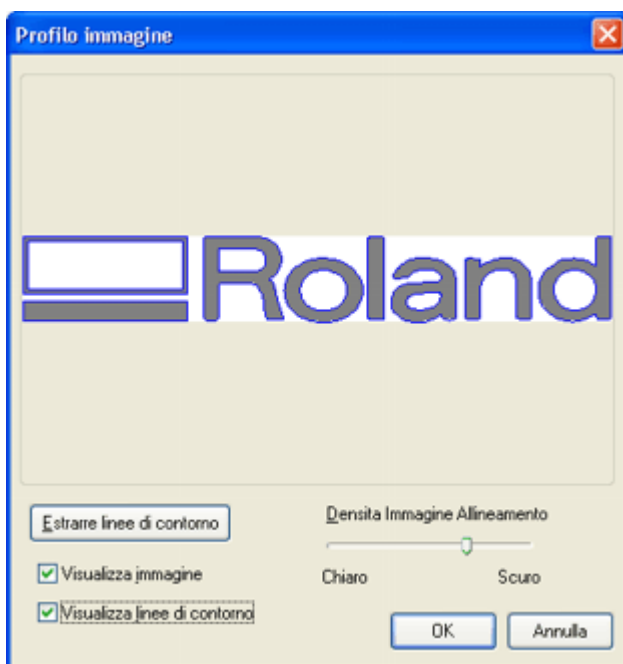 Profilo immagine
Roland
Estrarre linee di contorno
Densita Immagine Allineamento
Visualizza immagine
Chiaro
Scuro
Visualizza linee di contorno
OK
Annulla